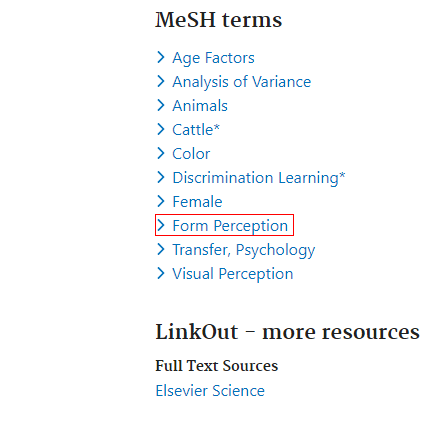 MeSH terms
Age Factors
Analysis of Variance
Animals
Cattle*
Color
Discrimination Learning*
Female
Form Perception
Transfer, Psychology
Visual Perception
LinkOut - more resources
Full Text Sources
Elsevier Science